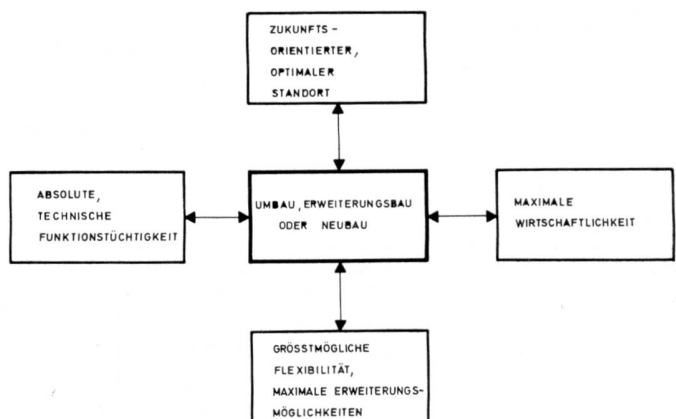 ZUKUNFTS-
ORIENTIERTER,
OPTIMALER
STANDORT
ABSOLUTE,
TECHNISCHE
FUNKTIONSTÜCHTIGKEIT
UMBAU, ERWEITERUNGSBAU
ODER NEUBAU
MAXIMALE
WIRTSCHAFTLICHKEIT
GRÖSSTMÖGLICHE
FLEXIBILITÄT,
MAXIMALE ERWEITERUNGS-
MÖGLICHKEITEN